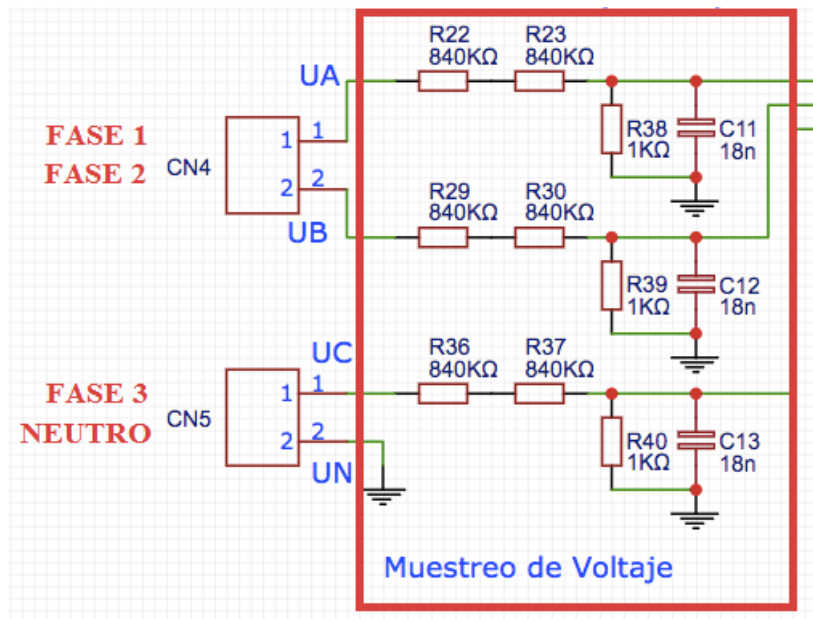 R22 R23
840KΩ 840KΩ
UA
FASE 1
FASE 2
CN4
1 1
2 2
R38
1KΩ
C11
18n
R29 R30
840KΩ 840KΩ
UB
R39
1KΩ
C12
18n
R36 R37
840KΩ 840KΩ
UC
FASE 3
NEUTRO
CN5
1 1
2 2
UN
R40
1KΩ
C13
18n
Muestreo de Voltaje